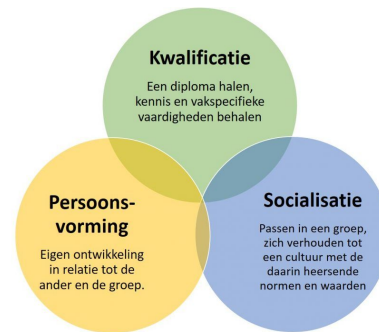 Kwalificatie
Een diploma halen,
kennis en vakspecifieke
vaardigheden behalen
Persoons-
vorming
Eigen ontwikkeling
in relatie tot de
ander en de groep.
Socialisatie
Passen in een groep,
zich verhouden tot
een cultuur met de
daarin heersende
normen en waarden